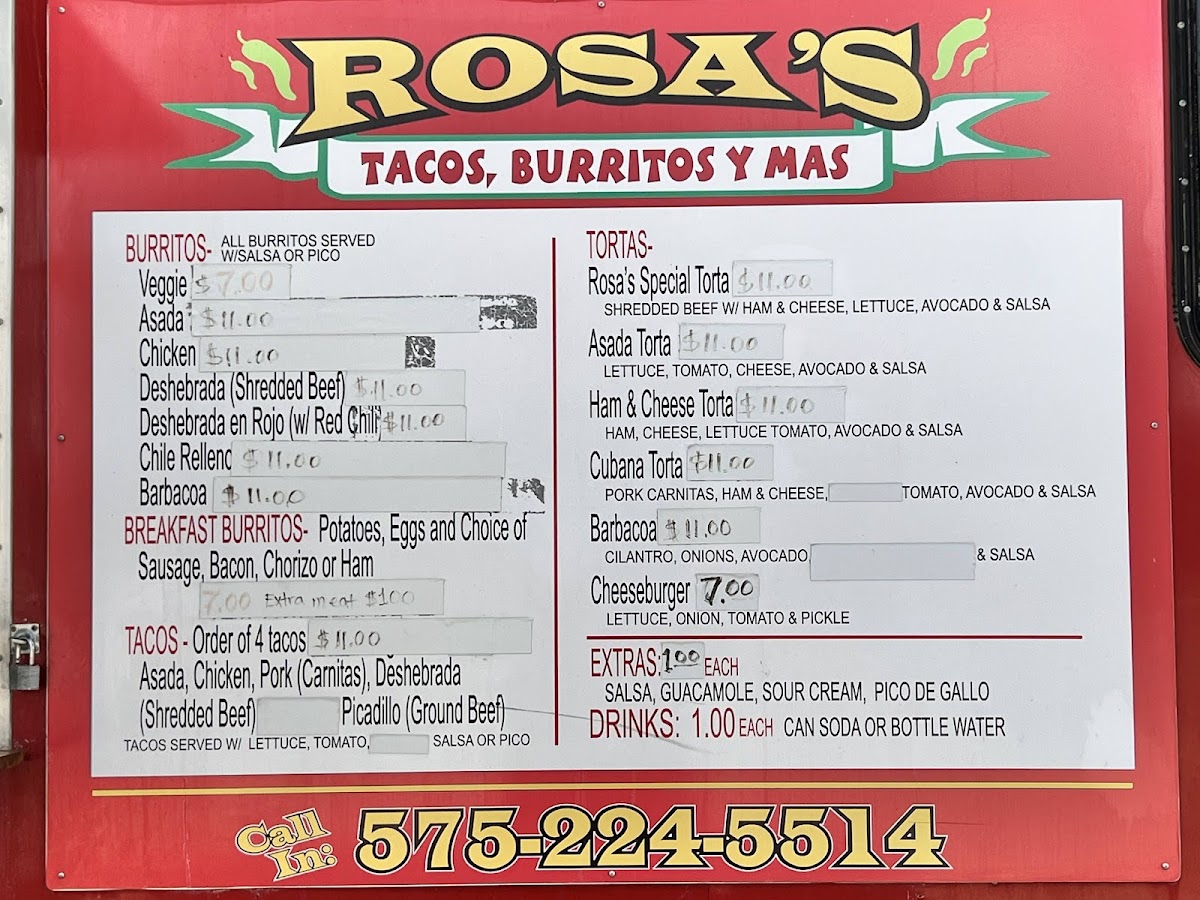 ROSA'S
TACOS, BURRITOS Y MAS
BURRITOS- ALL BURRITOS SERVED
W/SALSA OR PICO
Veggie $7.00
Asada $11.00
Chicken $11.00
Deshebrada (Shredded Beef) $11.00
Deshebrada en Rojo (w/ Red Chili) $11.00
Chile Relleno $11.00
Barbacoa $11.00
BREAKFAST BURRITOS- Potatoes, Eggs and Choice of
Sausage, Bacon, Chorizo or Ham
7.00 Extra meat $1.00
TACOS - Order of 4 tacos $11.00
Asada, Chicken, Pork (Carnitas), Deshebrada
(Shredded Beef) Picadillo (Ground Beef)
TACOS SERVED W/ LETTUCE, TOMATO, SALSA OR PICO
TORTAS-
Rosa's Special Torta $11.00
SHREDDED BEEF W/ HAM & CHEESE, LETTUCE, AVOCADO & SALSA
Asada Torta $11.00
LETTUCE, TOMATO, CHEESE, AVOCADO & SALSA
Ham & Cheese Torta $11.00
HAM, CHEESE, LETTUCE TOMATO, AVOCADO & SALSA
Cubana Torta $11.00
PORK CARNITAS, HAM & CHEESE, TOMATO, AVOCADO & SALSA
Barbacoa $11.00
CILANTRO, ONIONS, AVOCADO & SALSA
Cheeseburger 7.00
LETTUCE, ONION, TOMATO & PICKLE
EXTRAS: 1.00 EACH
SALSA, GUACAMOLE, SOUR CREAM, PICO DE GALLO
DRINKS: 1.00 EACH CAN SODA OR BOTTLE WATER
Call In: 575-224-5514